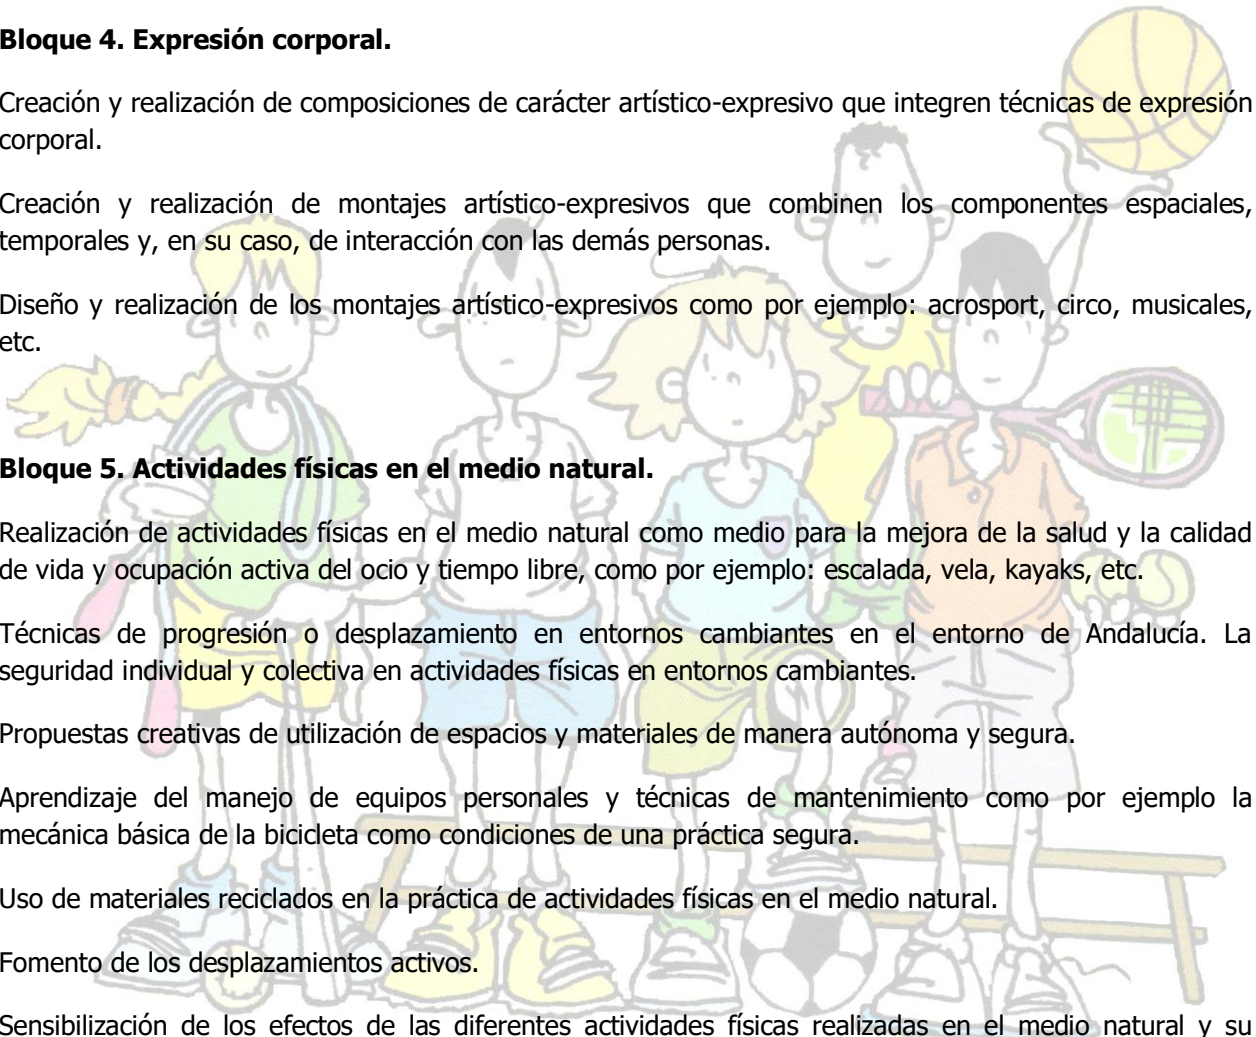 Bloque 4. Expresión corporal.
Creación y realización de composiciones de carácter artístico-expresivo que integren técnicas de expresión
corporal.
Creación y realización de montajes artístico-expresivos que combinen los componentes espaciales,
temporales y, en su caso, de interacción con las demás personas.
Diseño y realización de los montajes artístico-expresivos como por ejemplo: acrosport, circo, musicales,
etc.
Bloque 5. Actividades físicas en el medio natural.
Realización de actividades físicas en el medio natural como medio para la mejora de la salud y la calidad
de vida y ocupación activa del ocio y tiempo libre, como por ejemplo: escalada, vela, kayaks, etc.
Técnicas de progresión o desplazamiento en entornos cambiantes en el entorno de Andalucía. La
seguridad individual y colectiva en actividades físicas en entornos cambiantes.
Propuestas creativas de utilización de espacios y materiales de manera autónoma y segura.
Aprendizaje del manejo de equipos personales y técnicas de mantenimiento como por ejemplo la
mecánica básica de la bicicleta como condiciones de una práctica segura.
Uso de materiales reciclados en la práctica de actividades físicas en el medio natural.
Fomento de los desplazamientos activos.
Sensibilización de los efectos de las diferentes actividades físicas realizadas en el medio natural y su